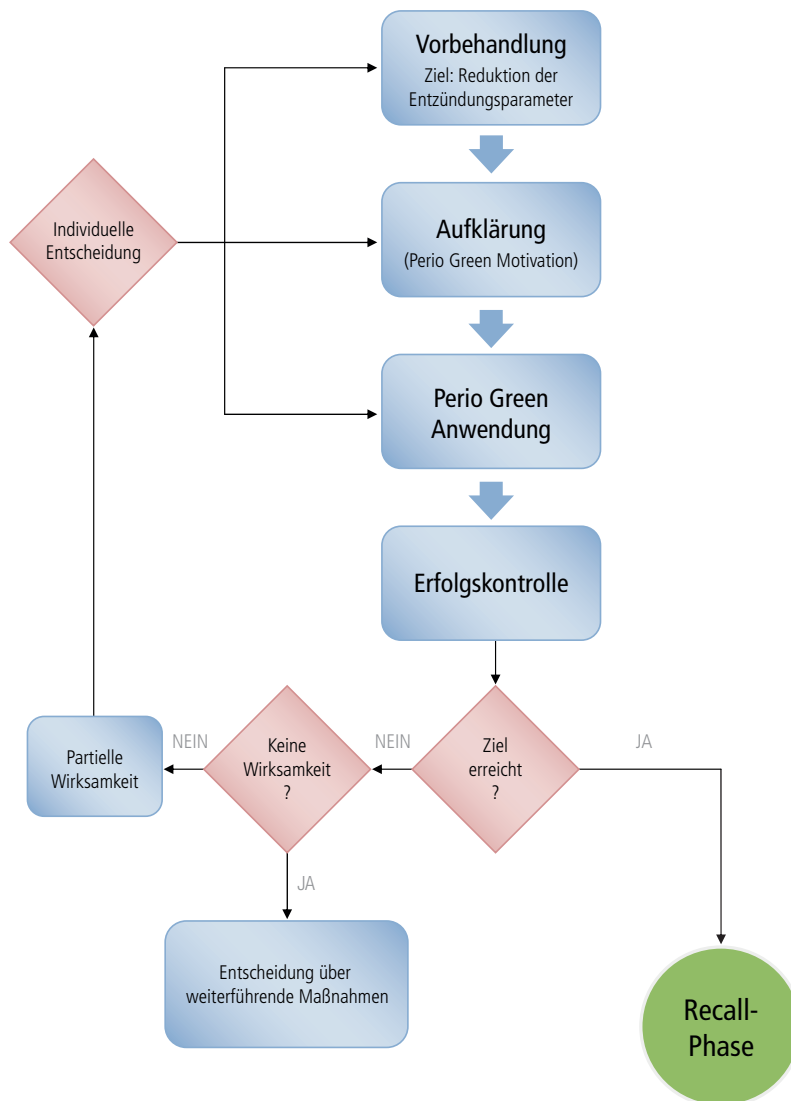 Vorbehandlung
Ziel: Reduktion der
Entzündungsparameter
Individuelle
Entscheidung
Aufklärung
(Perio Green Motivation)
Perio Green
Anwendung
Erfolgskontrolle
Partielle
Wirksamkeit
NEIN
Keine
Wirksamkeit
?
NEIN
Ziel
erreicht
?
JA
JA
Entscheidung über
weiterführende Maßnahmen
Recall-
Phase